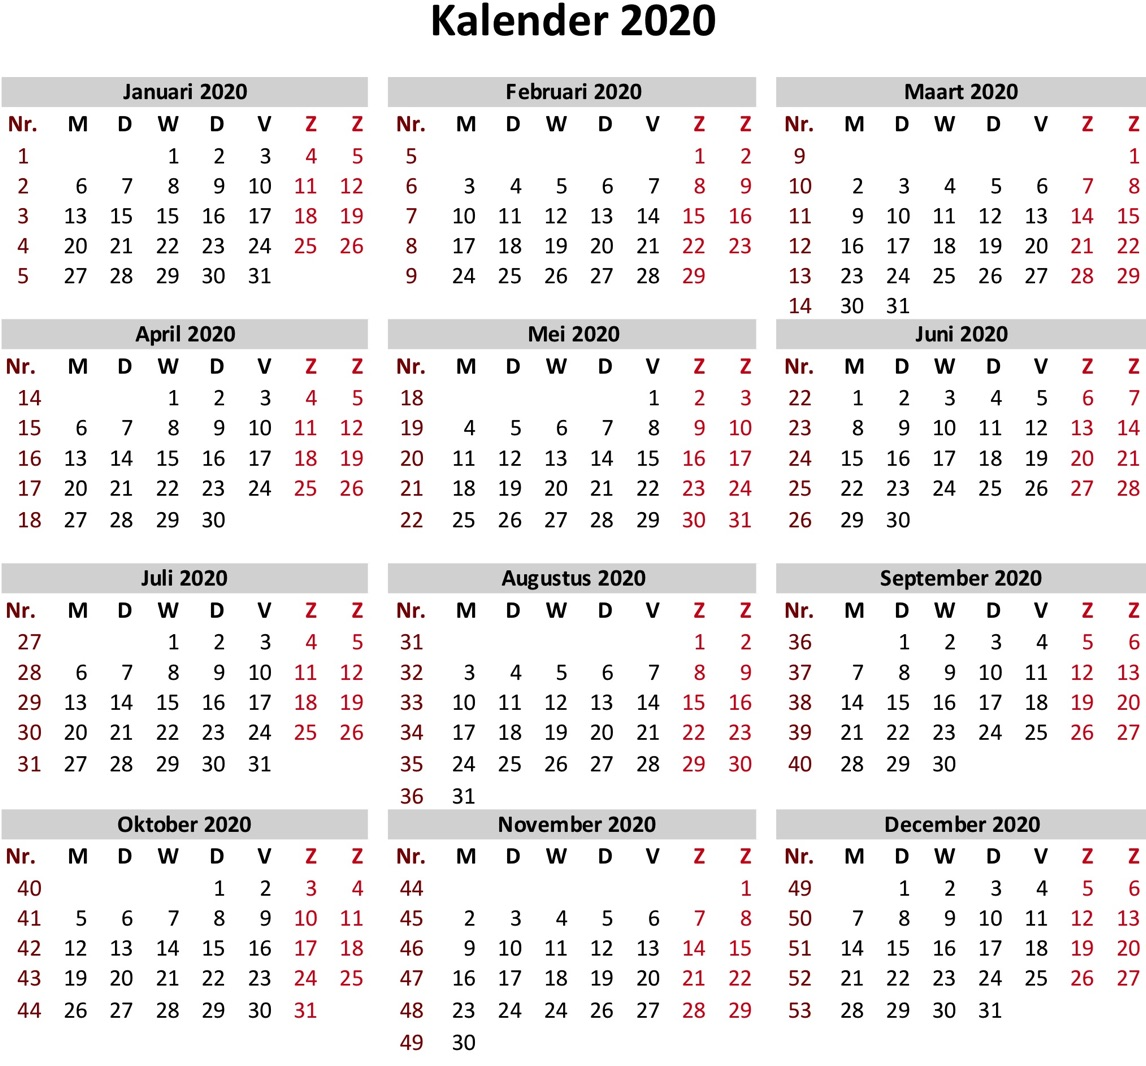 Kalender 2020
Januari 2020
Nr. M D W D V Z Z
1 1 2 3 4 5
2 6 7 8 9 10 11 12
3 13 15 15 16 17 18 19
4 20 21 22 23 24 25 26
5 27 28 29 30 31
Februari 2020
Nr. M D W D V Z Z
5 1 2
6 3 4 5 6 7 8 9
7 10 11 12 13 14 15 16
8 17 18 19 20 21 22 23
9 24 25 26 27 28 29
Maart 2020
Nr. M D W D V Z Z
9 1
10 2 3 4 5 6 7 8
11 9 10 11 12 13 14 15
12 16 17 18 19 20 21 22
13 23 24 25 26 27 28 29
14 30 31
April 2020
Nr. M D W D V Z Z
14 1 2 3 4 5
15 6 7 8 9 10 11 12
16 13 14 15 16 17 18 19
17 20 21 22 23 24 25 26
18 27 28 29 30
Mei 2020
Nr. M D W D V Z Z
18 1 2 3
19 4 5 6 7 8 9 10
20 11 12 13 14 15 16 17
21 18 19 20 21 22 23 24
22 25 26 27 28 29 30 31
Juni 2020
Nr. M D W D V Z Z
22 1 2 3 4 5 6 7
23 8 9 10 11 12 13 14
24 15 16 17 18 19 20 21
25 22 23 24 25 26 27 28
26 29 30
Juli 2020
Nr. M D W D V Z Z
27 1 2 3 4 5
28 6 7 8 9 10 11 12
29 13 14 15 16 17 18 19
30 20 21 22 23 24 25 26
31 27 28 29 30 31
Augustus 2020
Nr. M D W D V Z Z
31 1 2
32 3 4 5 6 7 8 9
33 10 11 12 13 14 15 16
34 17 18 19 20 21 22 23
35 24 25 26 27 28 29 30
36 31
September 2020
Nr. M D W D V Z Z
36 1 2 3 4 5 6
37 7 8 9 10 11 12 13
38 14 15 16 17 18 19 20
39 21 22 23 24 25 26 27
40 28 29 30
Oktober 2020
Nr. M D W D V Z Z
40 1 2 3 4
41 5 6 7 8 9 10 11
42 12 13 14 15 16 17 18
43 19 20 21 22 23 24 25
44 26 27 28 29 30 31
November 2020
Nr. M D W D V Z Z
44 1
45 2 3 4 5 6 7 8
46 9 10 11 12 13 14 15
47 16 17 18 19 20 21 22
48 23 24 24 26 27 28 29
49 30
December 2020
Nr. M D W D V Z Z
49 1 2 3 4 5 6
50 7 8 9 10 11 12 13
51 14 15 16 17 18 19 20
52 21 22 23 24 25 26 27
53 28 29 30 31